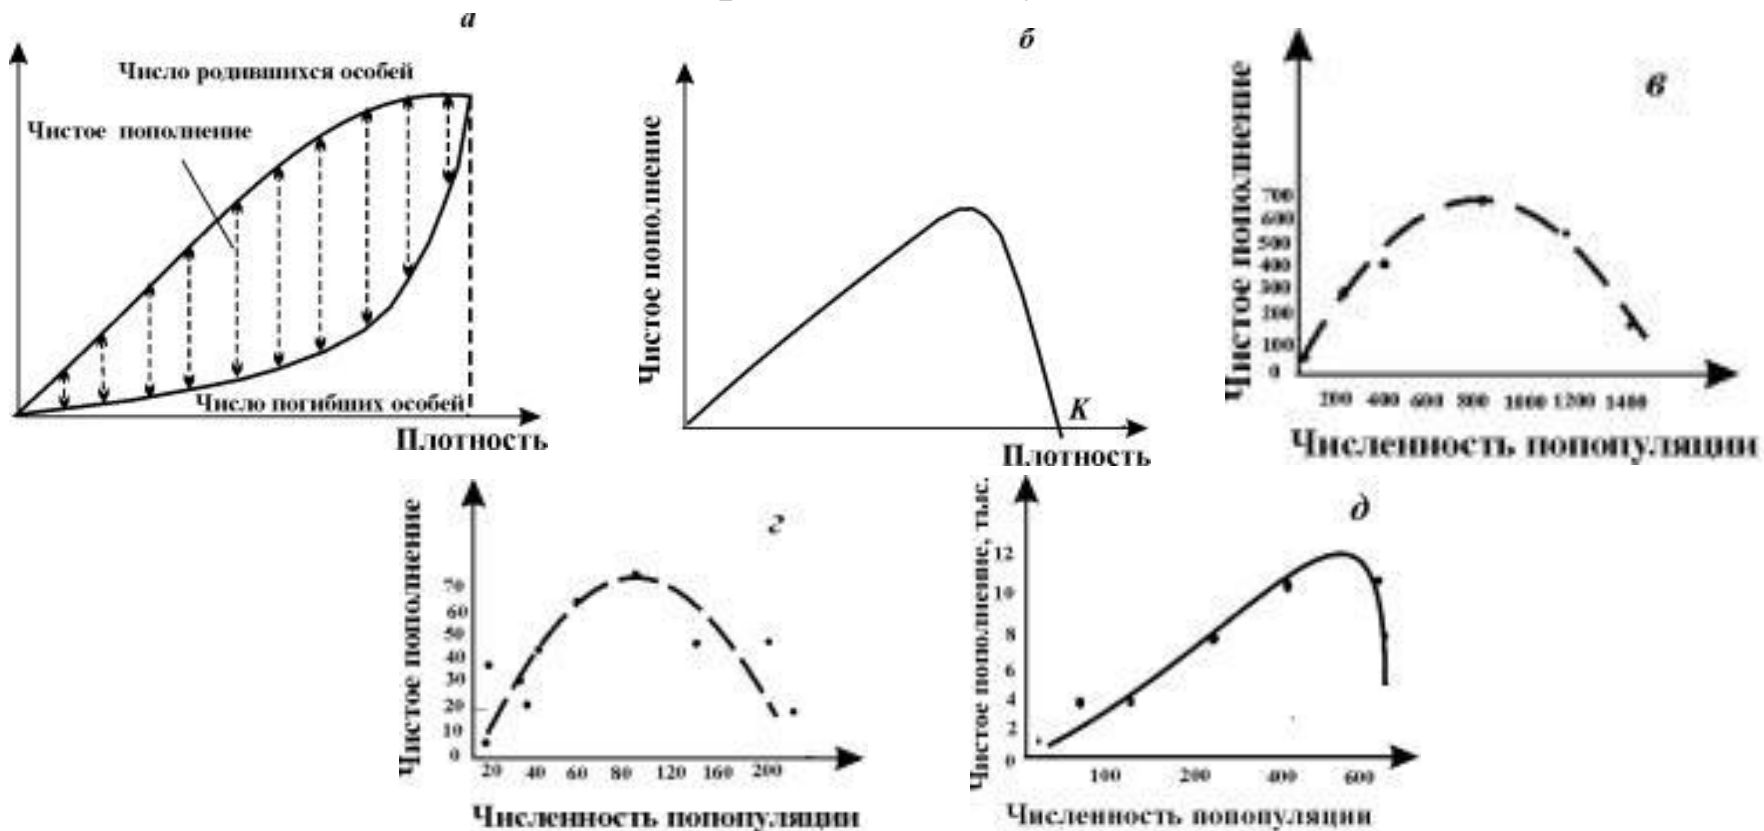 а
Число родившихся особей
Чистое пополнение
Число погибших особей
Плотность
б
Чистое пополнение
K
Плотность
в
Чистое пополнение
700
600
500
400
300
200
100
0
200 400 600 800 1000 1200 1400
Численность попопуляции
г
Чистое пополнение
70
60
50
40
30
20
10
0
20 40 60 80 120 160 200
Численность попопуляции
д
Чистое пополнение, тыс.
12
10
8
6
4
2
0
100 200 400 600
Численность попопуляции